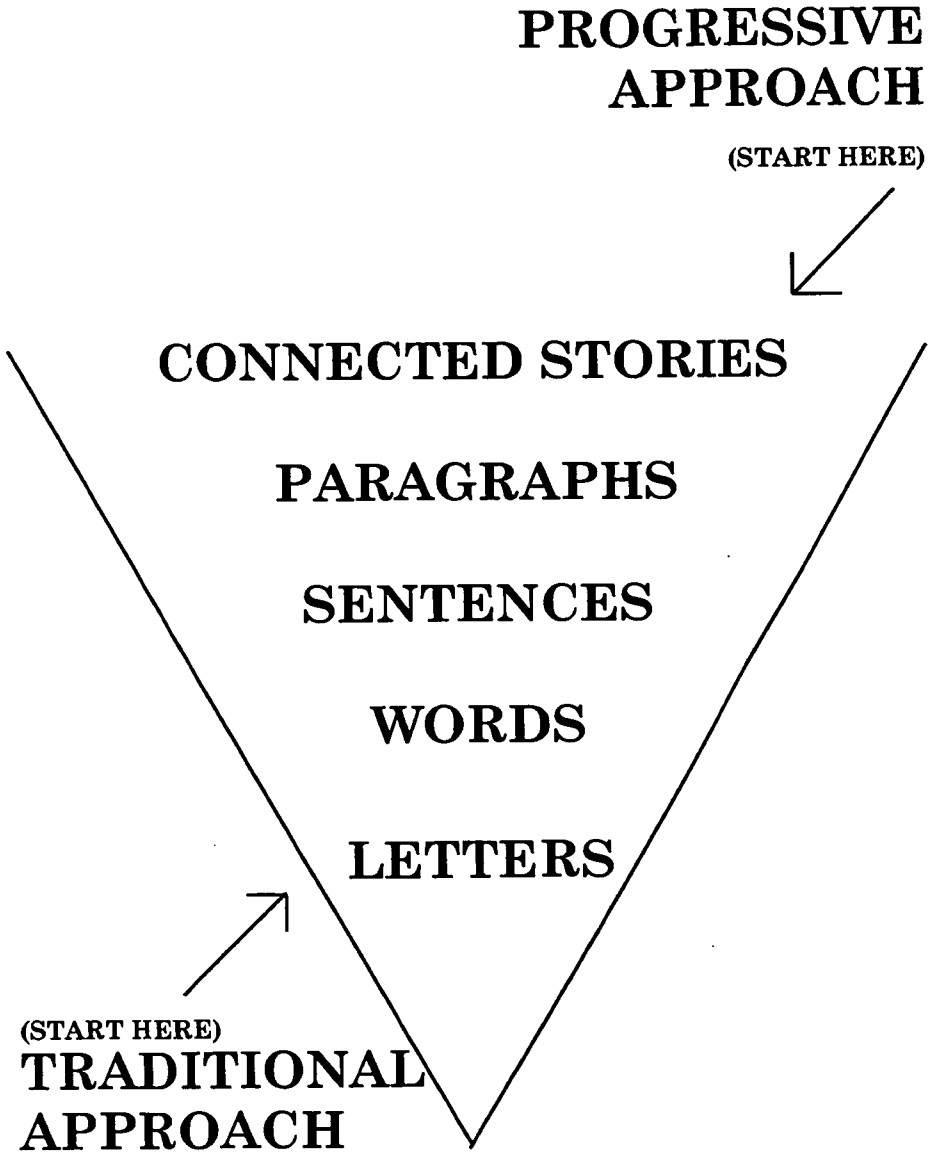 PROGRESSIVE
APPROACH
(START HERE)
CONNECTED STORIES
PARAGRAPHS
SENTENCES
WORDS
LETTERS
(START HERE)
TRADITIONAL
APPROACH